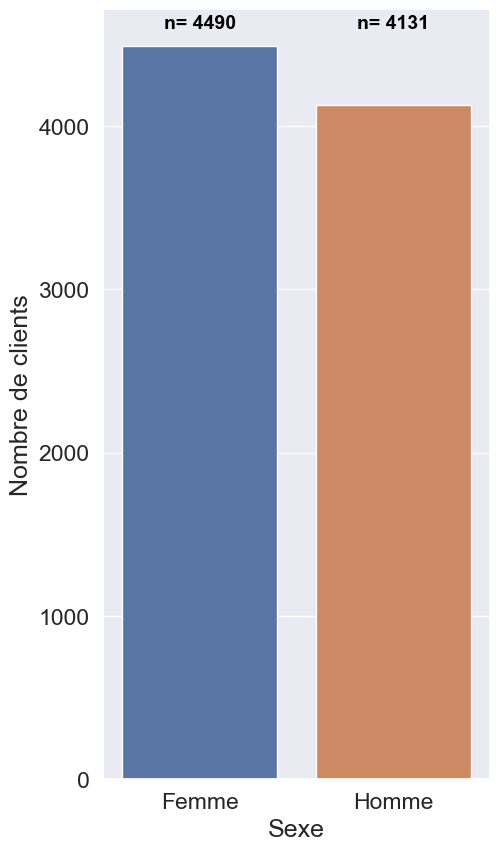 n= 4490
n= 4131
4000
3000
2000
1000
0
Nombre de clients
Femme
Homme
Sexe